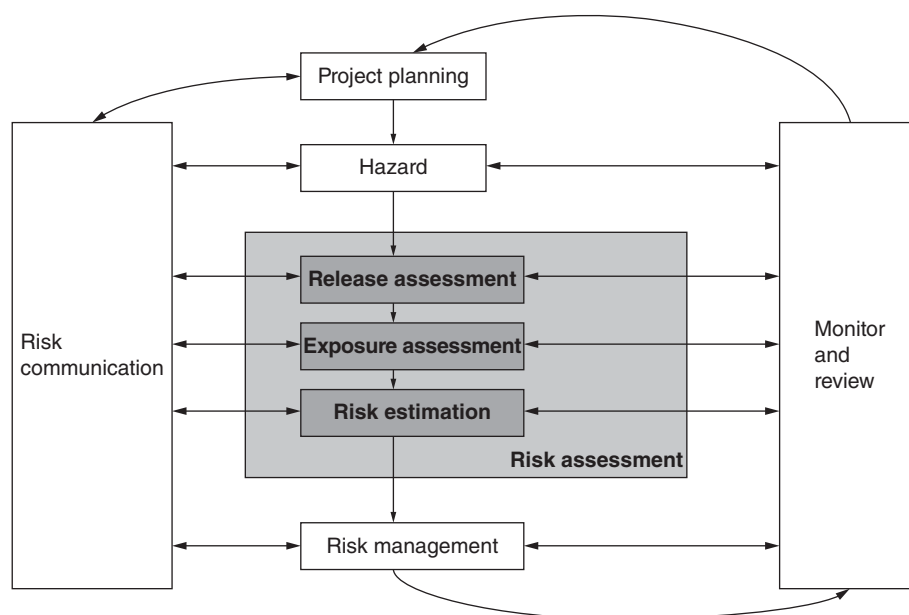 Project planning
Hazard
Release assessment
Exposure assessment
Risk estimation
Risk assessment
Risk management
Risk
communication
Monitor
and
review